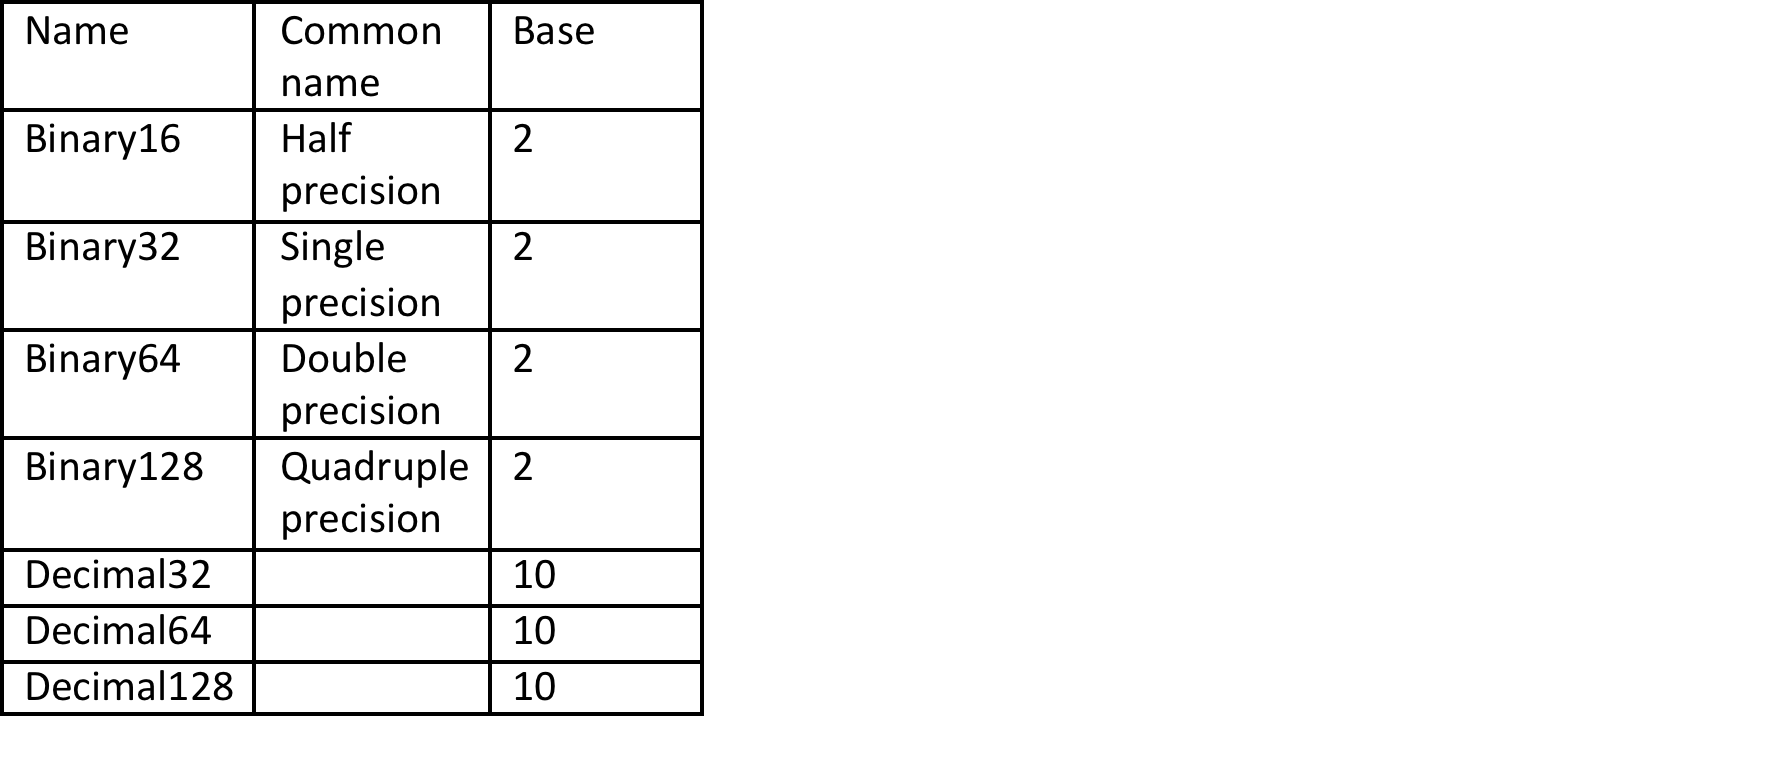 Name Common name Base
Binary16 Half precision 2
Binary32 Single precision 2
Binary64 Double precision 2
Binary128 Quadruple precision 2
Decimal32 10
Decimal64 10
Decimal128 10